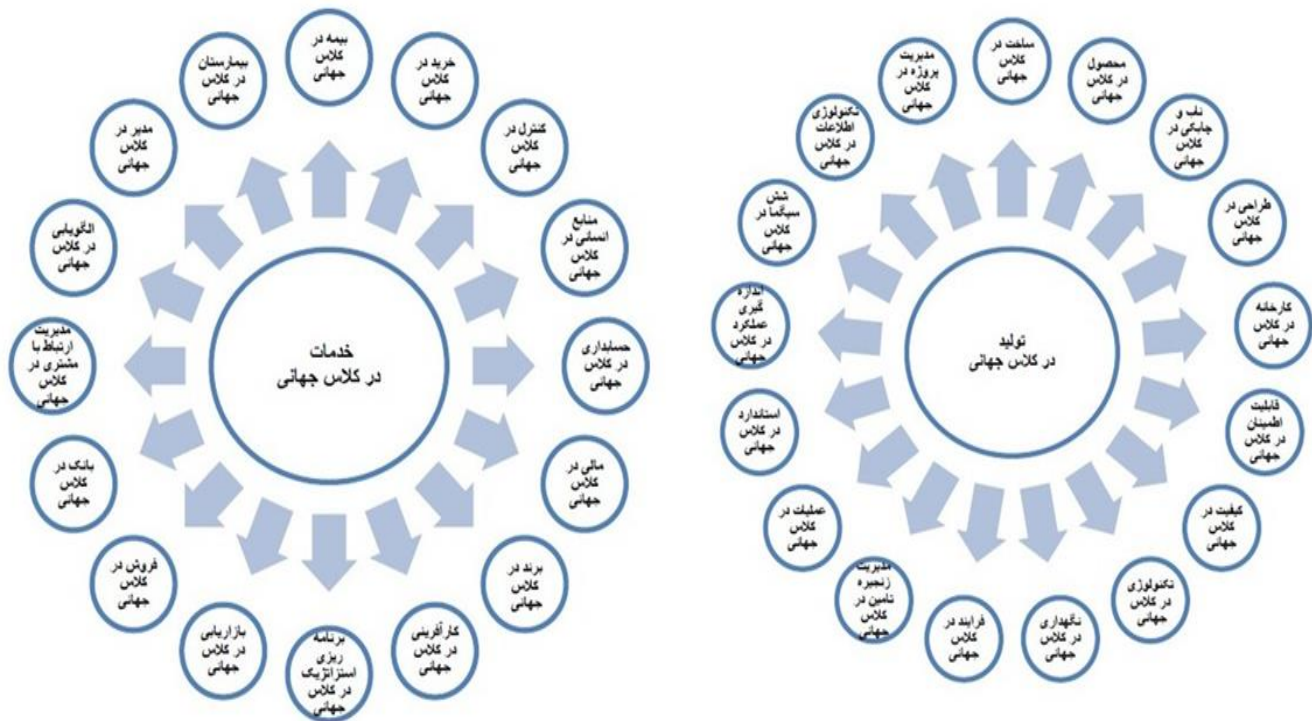 خدمات
در کلاس جهانی
بیمه در
کلاس
جهانی
خرید در
کلاس
جهانی
کنترل در
کلاس
جهانی
منابع
انسانی در
کلاس
جهانی
حسابداری
در کلاس
جهانی
مالی در
کلاس
جهانی
برند در
کلاس
جهانی
کارآفرینی
در کلاس
جهانی
برنامه
ریزی
استراتژیک
در کلاس
جهانی
بازاریابی
در کلاس
جهانی
فروش در
کلاس
جهانی
بانک در
کلاس
جهانی
مدیریت
ارتباط با
مشتری در
کلاس
جهانی
الگویابی
در کلاس
جهانی
مدیر در
کلاس
جهانی
بیمارستان
در کلاس
جهانی
تولید
در کلاس جهانی
ساخت در
کلاس
جهانی
محصول
در کلاس
جهانی
ناب و
چابکی در
کلاس
جهانی
طراحی در
کلاس
جهانی
کارخانه
در کلاس
جهانی
قابلیت
اطمینان
در کلاس
جهانی
کیفیت در
کلاس
جهانی
تکنولوژی
در کلاس
جهانی
نگهداری
در کلاس
جهانی
فرایند در
کلاس
جهانی
مدیریت
زنجیره
تامین در
کلاس
جهانی
عملیات در
کلاس
جهانی
استاندارد
در کلاس
جهانی
اندازه
گیری
عملکرد
در کلاس
جهانی
شش
سیگما در
کلاس
جهانی
تکنولوژی
اطلاعات
در کلاس
جهانی
مدیریت
پروژه در
کلاس
جهانی